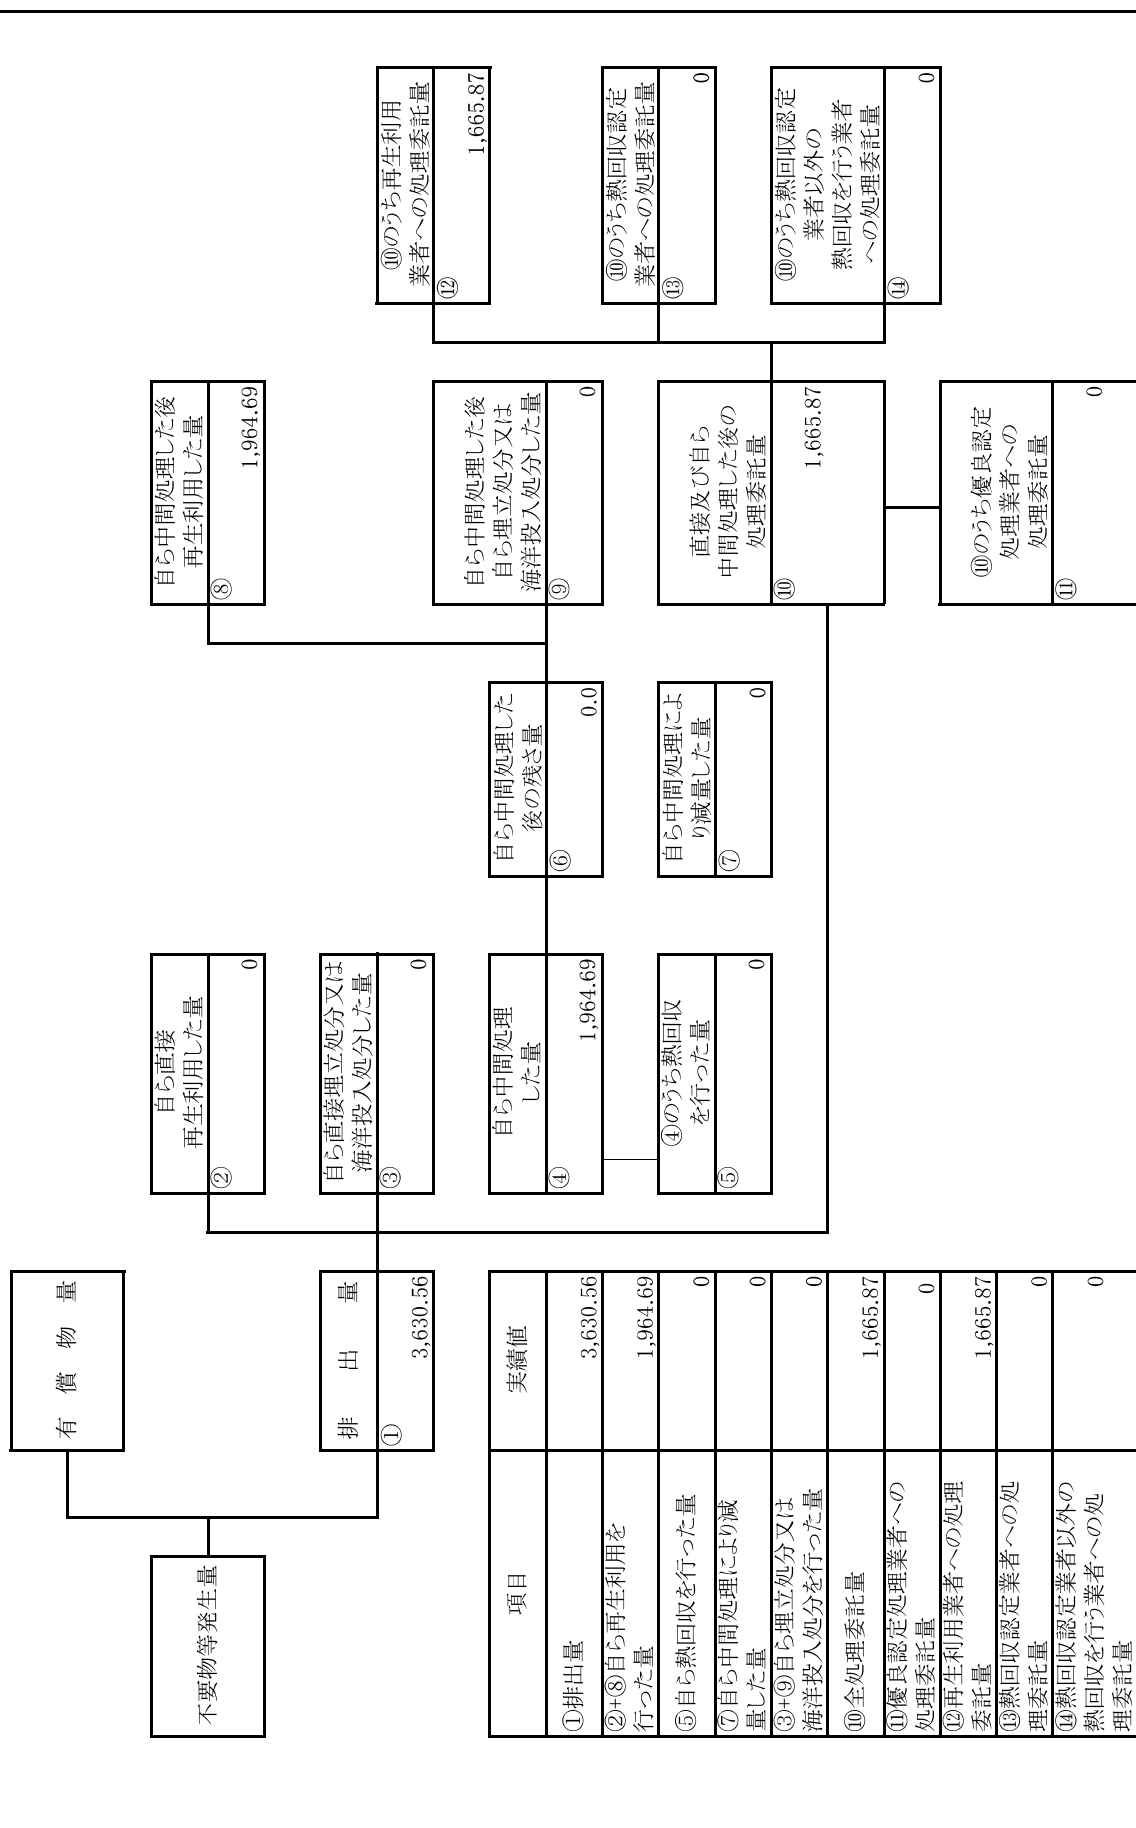 不要物等発生量
有償物量
排出量
①
3,630.56
自ら直接
再生利用した量
②
0
自ら直接埋立処分又は
海洋投入処分した量
③
0
自ら中間処理
した量
④
1,964.69
④のうち熱回収
を行った量
⑤
0
自ら中間処理した
後の残さ量
⑥
0.0
自ら中間処理によ
り減量した量
⑦
0
自ら中間処理した後
再生利用した量
⑧
1,964.69
自ら中間処理した後
自ら埋立処分又は
海洋投入処分した量
⑨
0
直接及び自ら
中間処理した後の
処理委託量
⑩
1,665.87
⑩のうち優良認定
処理業者への
処理委託量
⑪
0
⑩のうち再生利用
業者への処理委託量
⑫
1,665.87
⑩のうち熱回収認定
業者への処理委託量
⑬
0
⑩のうち熱回収認定
業者以外の
熱回収を行う業者
への処理委託量
⑭
0
項目 実績値
①排出量 3,630.56
②+⑧自ら再生利用を
行った量 1,964.69
⑤自ら熱回収を行った量 0
⑦自ら中間処理により減
量した量 0
③+⑨自ら埋立処分又は
海洋投入処分を行った量 0
⑩全処理委託量 1,665.87
⑪優良認定処理業者への
処理委託量 0
⑫再生利用業者への処理
委託量 1,665.87
⑬熱回収認定業者への処
理委託量 0
⑭熱回収認定業者以外の
熱回収を行う業者への処
理委託量 0